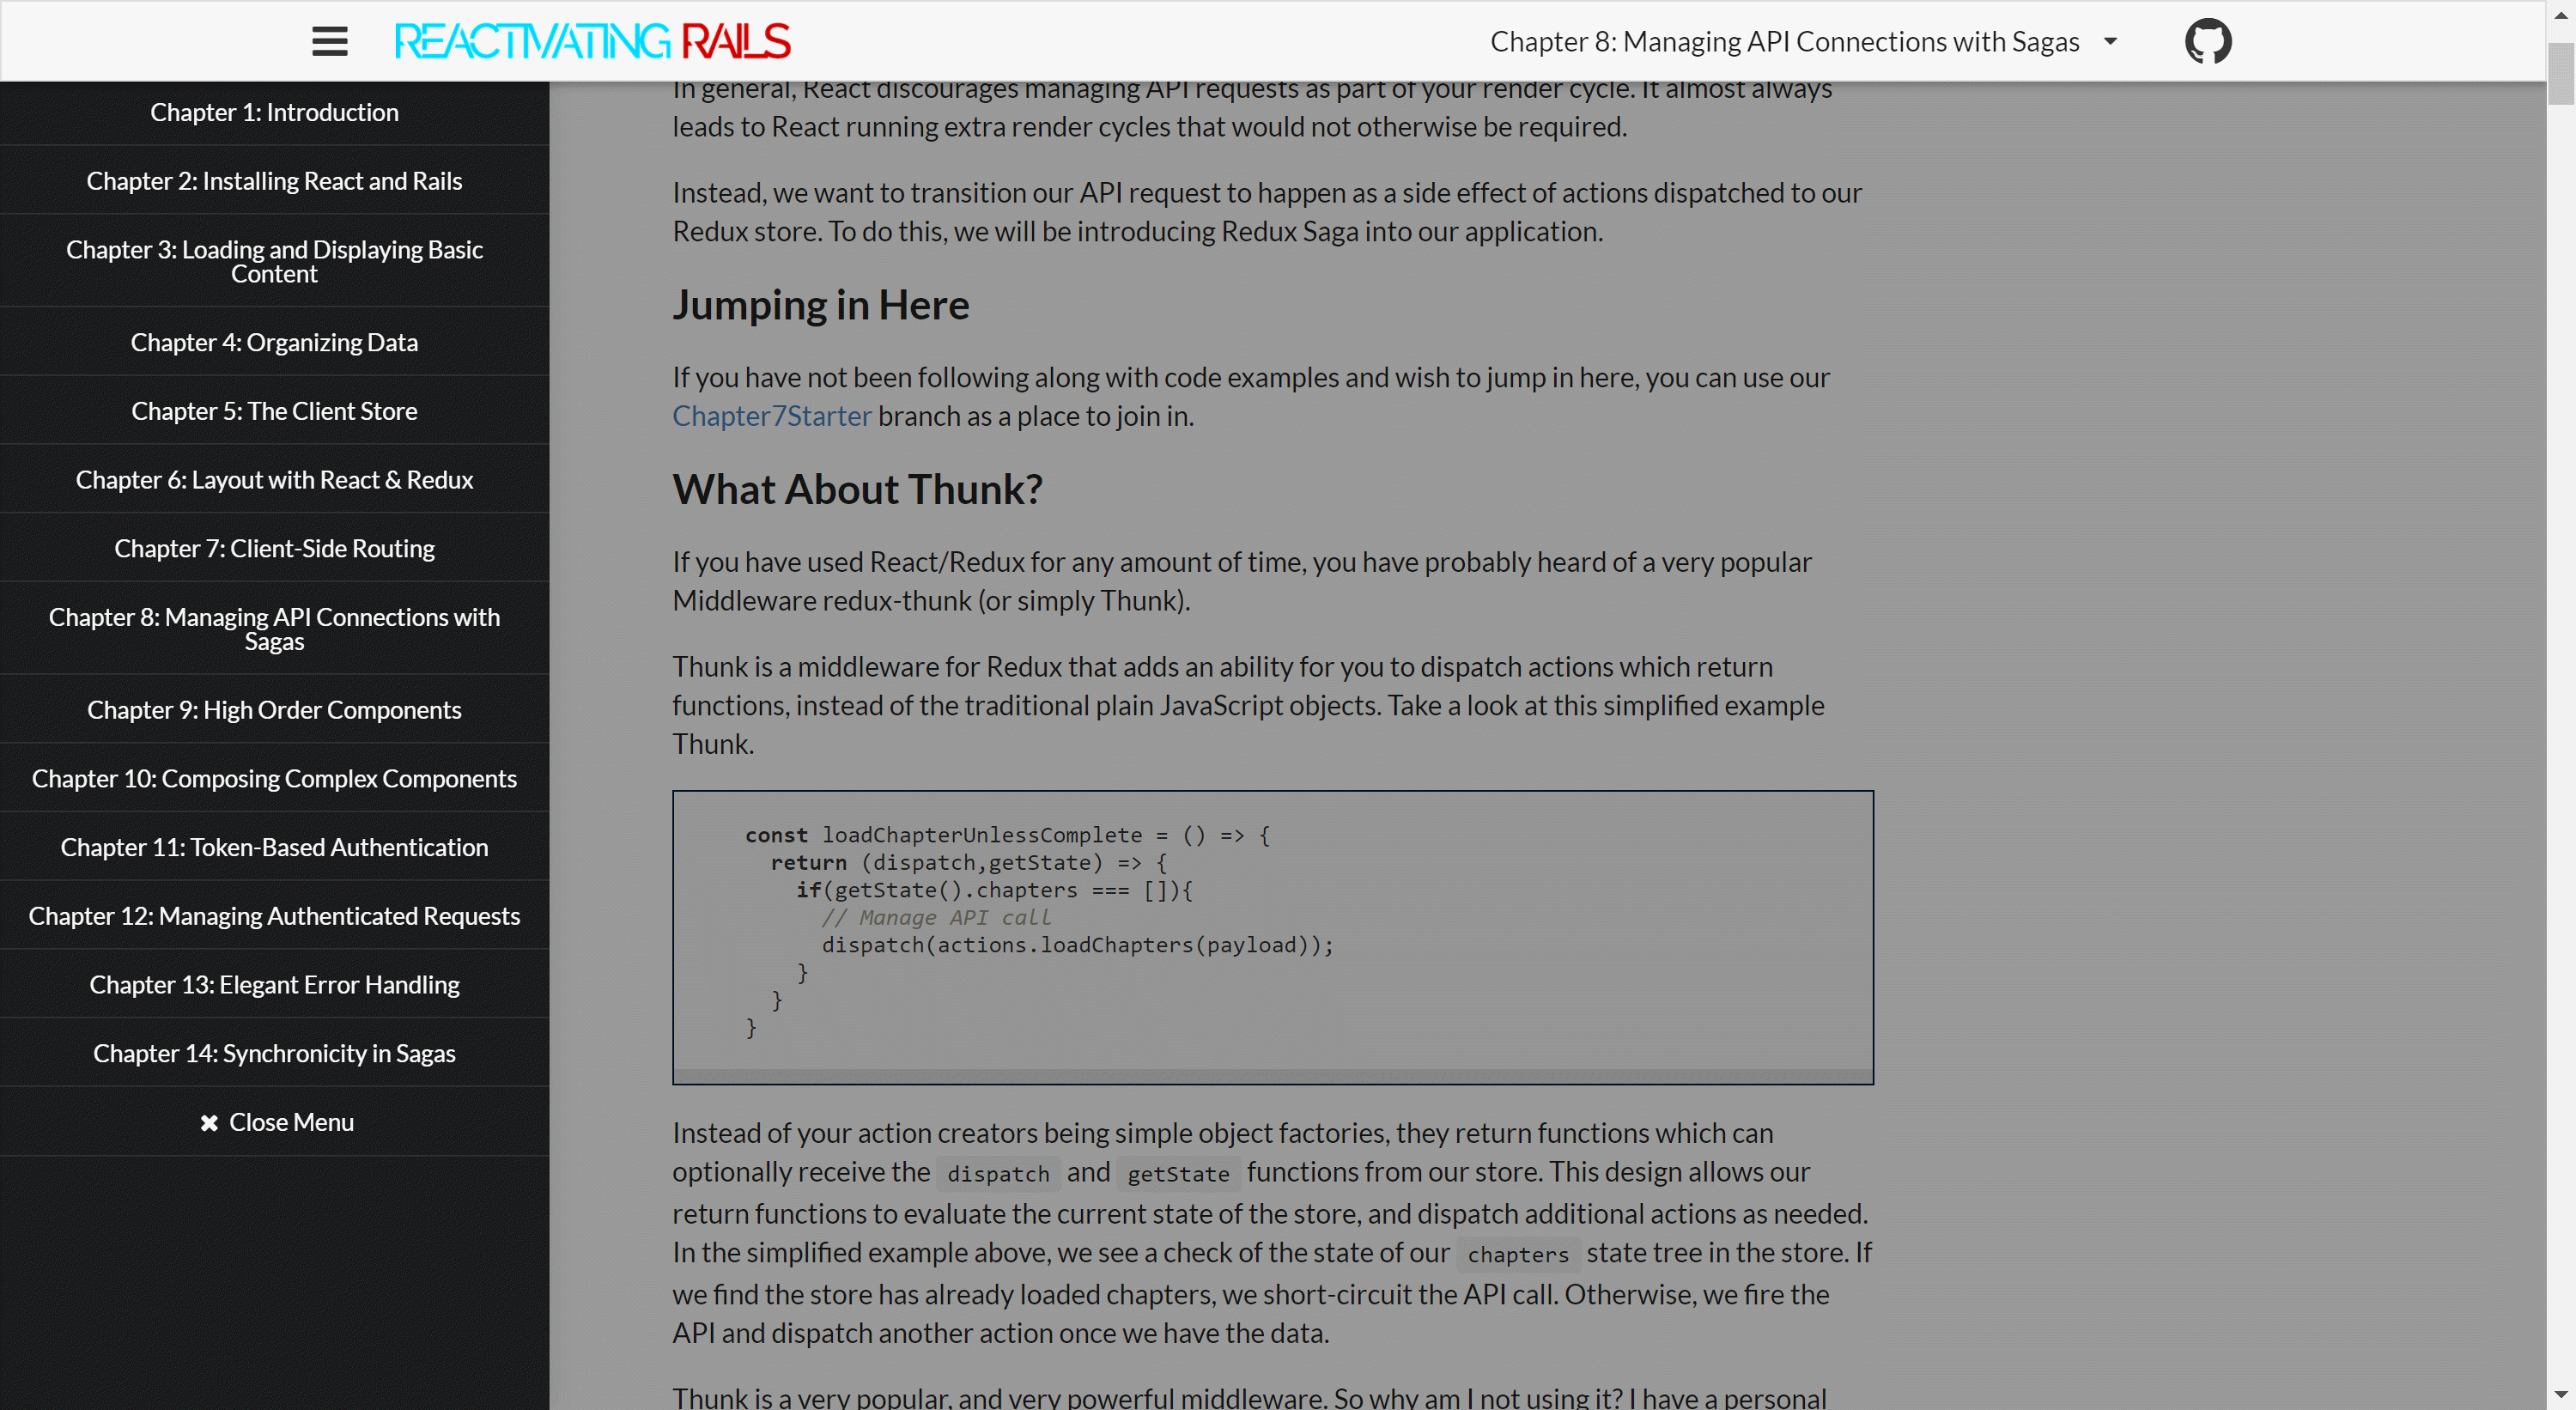 REACTIVATING RAILS
Chapter 8: Managing API Connections with Sagas
Chapter 1: Introduction
Chapter 2: Installing React and Rails
Chapter 3: Loading and Displaying Basic
Content
Chapter 4: Organizing Data
Chapter 5: The Client Store
Chapter 6: Layout with React & Redux
Chapter 7: Client-Side Routing
Chapter 8: Managing API Connections with
Sagas
Chapter 9: High Order Components
Chapter 10: Composing Complex Components
Chapter 11: Token-Based Authentication
Chapter 12: Managing Authenticated Requests
Chapter 13: Elegant Error Handling
Chapter 14: Synchronicity in Sagas
✖ Close Menu
In general, React discourages managing API requests as part of your render cycle. It almost always
leads to React running extra render cycles that would not otherwise be required.
Instead, we want to transition our API request to happen as a side effect of actions dispatched to our
Redux store. To do this, we will be introducing Redux Saga into our application.
Jumping in Here
If you have not been following along with code examples and wish to jump in here, you can use our
Chapter7Starter branch as a place to join in.
What About Thunk?
If you have used React/Redux for any amount of time, you have probably heard of a very popular
Middleware redux-thunk (or simply Thunk).
Thunk is a middleware for Redux that adds an ability for you to dispatch actions which return
functions, instead of the traditional plain JavaScript objects. Take a look at this simplified example
Thunk.
const loadChapterUnlessComplete = () => {
  return (dispatch,getState) => {
    if(getState().chapters === []){
      // Manage API call
      dispatch(actions.loadChapters(payload));
    }
  }
}
Instead of your action creators being simple object factories, they return functions which can
optionally receive the dispatch and getState functions from our store. This design allows our
return functions to evaluate the current state of the store, and dispatch additional actions as needed.
In the simplified example above, we see a check of the state of our chapters state tree in the store. If
we find the store has already loaded chapters, we short-circuit the API call. Otherwise, we fire the
API and dispatch another action once we have the data.
Thunk is a very popular, and very powerful middleware. So why am I not using it? I have a personal